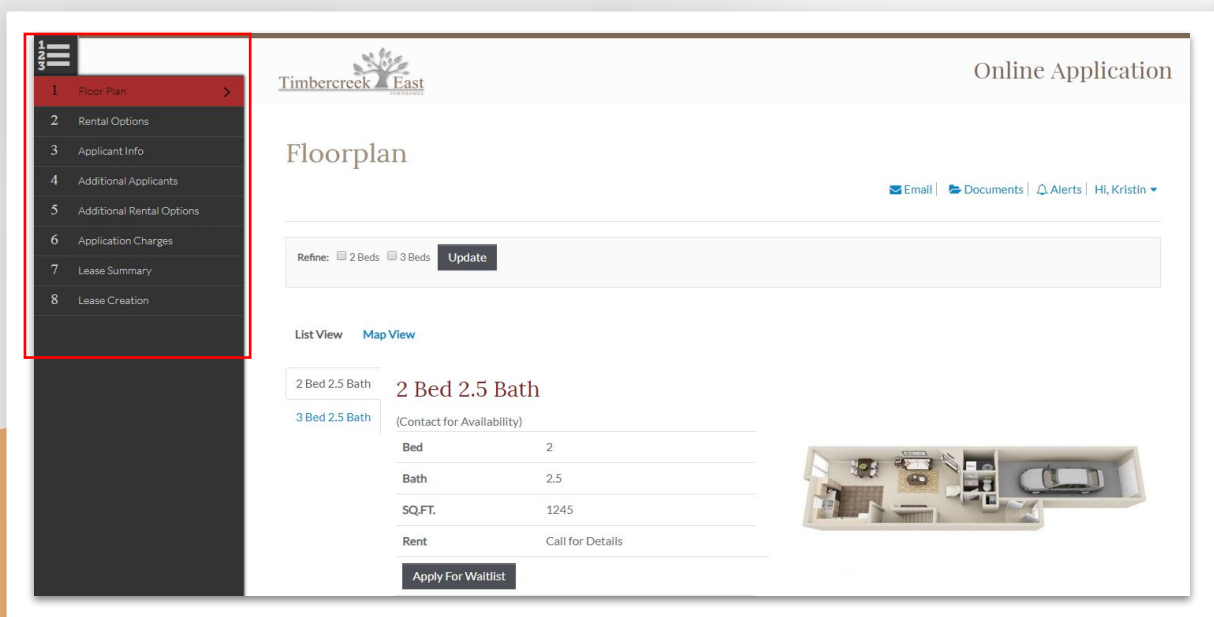 1
2
3
1 Floor Plan
2 Rental Options
3 Applicant Info
4 Additional Applicants
5 Additional Rental Options
6 Application Charges
7 Lease Summary
8 Lease Creation
Timbercreek East
TOWNHOMES
Online Application
Floorplan
Email | Documents | Alerts | Hi, Kristin
Refine: 2 Beds 3 Beds Update
List View Map View
2 Bed 2.5 Bath
3 Bed 2.5 Bath
2 Bed 2.5 Bath
(Contact for Availability)
Bed 2
Bath 2.5
SQ.FT. 1245
Rent Call for Details
Apply For Waitlist